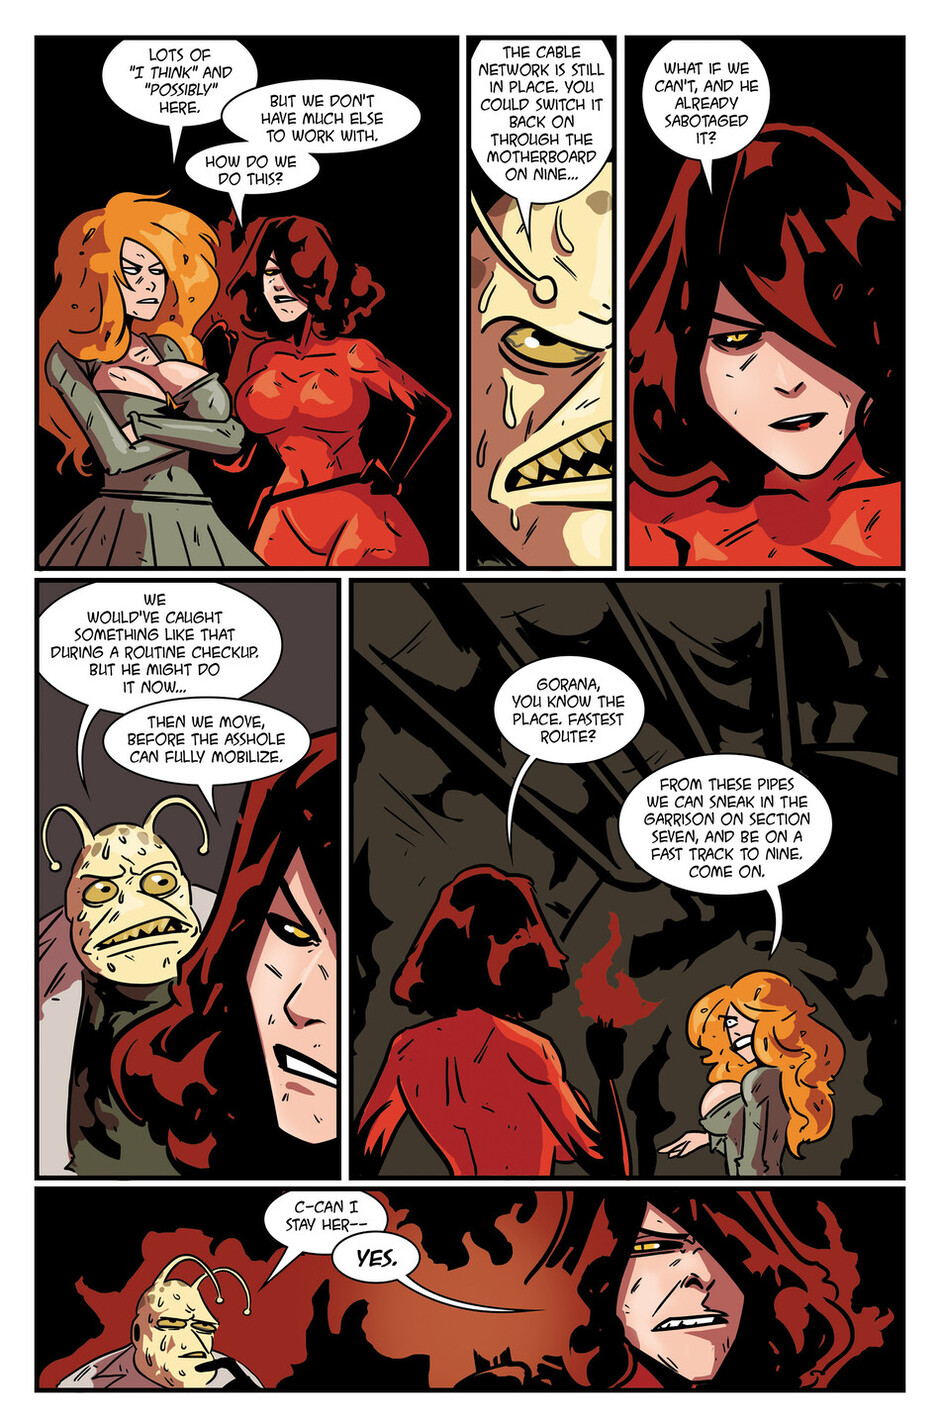 LOTS OF
"I THINK" AND
"POSSIBLY"
HERE.
BUT WE DON'T
HAVE MUCH ELSE
TO WORK WITH.
HOW DO WE
DO THIS?
THE CABLE
NETWORK IS STILL
IN PLACE. YOU
COULD SWITCH IT
BACK ON
THROUGH THE
MOTHERBOARD
ON NINE...
WHAT IF WE
CAN'T, AND HE
ALREADY
SABOTAGED
IT?
WE
WOULD'VE CAUGHT
SOMETHING LIKE THAT
DURING A ROUTINE CHECKUP.
BUT HE MIGHT DO
IT NOW...
THEN WE MOVE,
BEFORE THE ASSHOLE
CAN FULLY MOBILIZE.
GORANA,
YOU KNOW THE
PLACE. FASTEST
ROUTE?
FROM THESE PIPES
WE CAN SNEAK IN THE
GARRISON ON SECTION
SEVEN, AND BE ON A
FAST TRACK TO NINE.
COME ON.
C-CAN I
STAY HER--
YES.